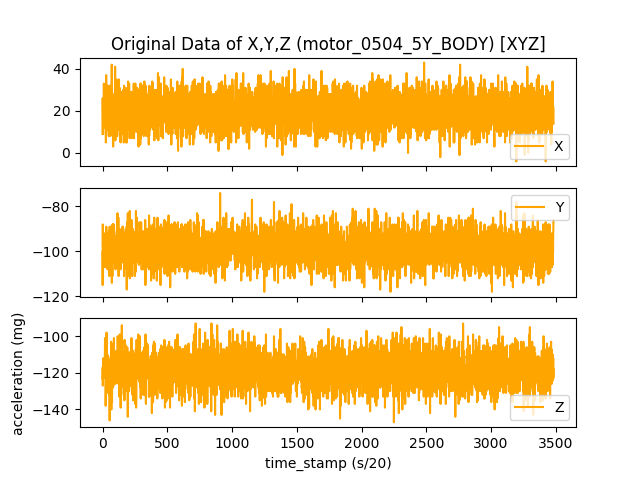 Original Data of X,Y,Z (motor_0504_5Y_BODY) [XYZ]
40
20
0
X
−80
−100
−120
Y
−100
−120
−140
Z
acceleration (mg)
0 500 1000 1500 2000 2500 3000 3500
time_stamp (s/20)